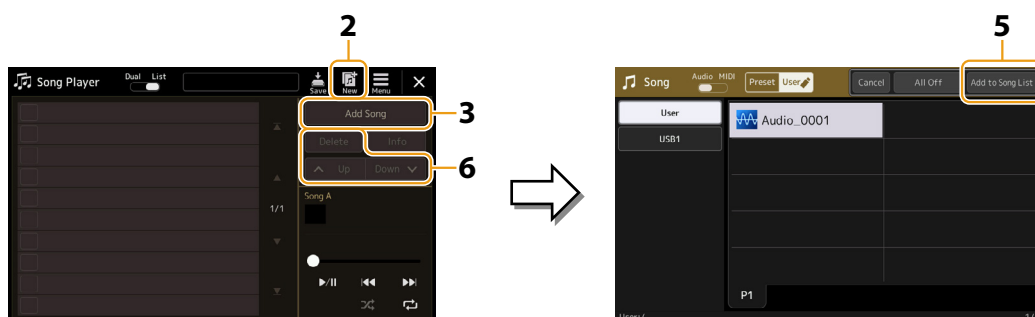 2
5
Song Player
Dual List
Save
New
Menu
Add Song
3
Delete
Info
Up
Down
6
Song A
1/1
Song
Audio MIDI
Preset
User
Cancel
All Off
Add to Song List
User
USB1
Audio_0001
P1